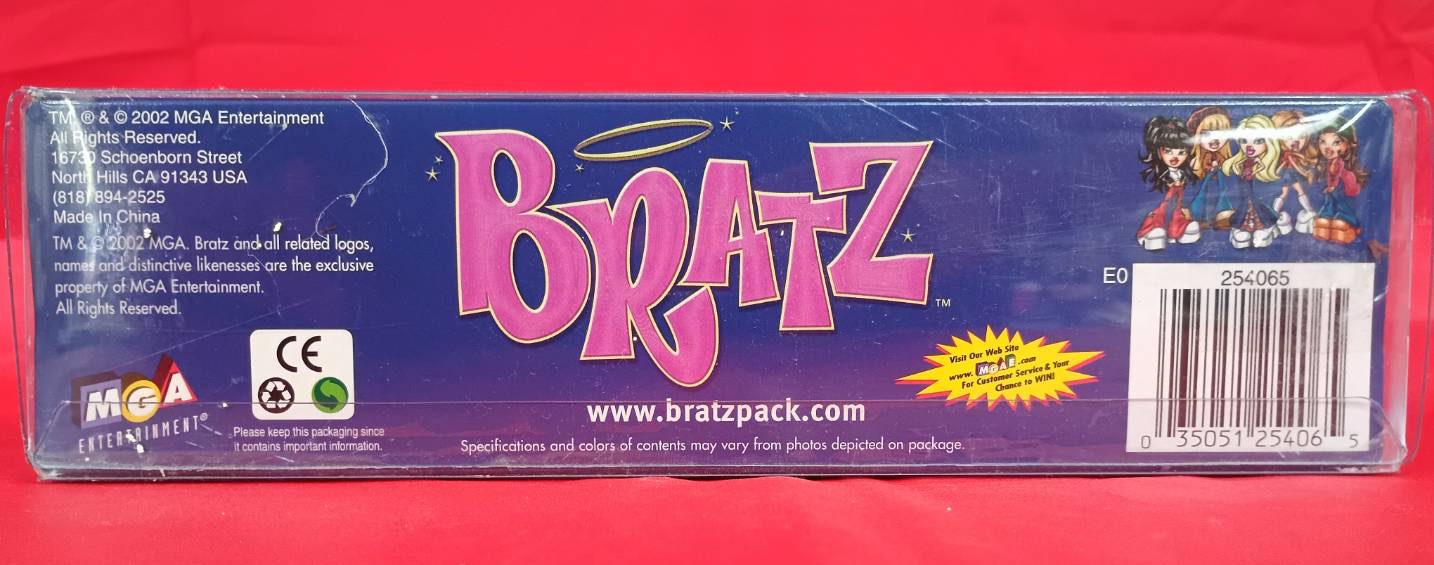 TM, ® & © 2002 MGA Entertainment
All Rights Reserved.
16730 Schoenborn Street
North Hills CA 91343 USA
(818) 894-2525
Made In China
TM & © 2002 MGA. Bratz and all related logos,
names and distinctive likenesses are the exclusive
property of MGA Entertainment.
All Rights Reserved.
MGA
ENTERTAINMENT®
CE
Please keep this packaging since
it contains important information.
BRATZ™
www.bratzpack.com
Specifications and colors of contents may vary from photos depicted on package.
Visit Our Web Site
www.MGAE.com
For Customer Service & Your
Chance to WIN!
E0
254065
0 35051 25406 5